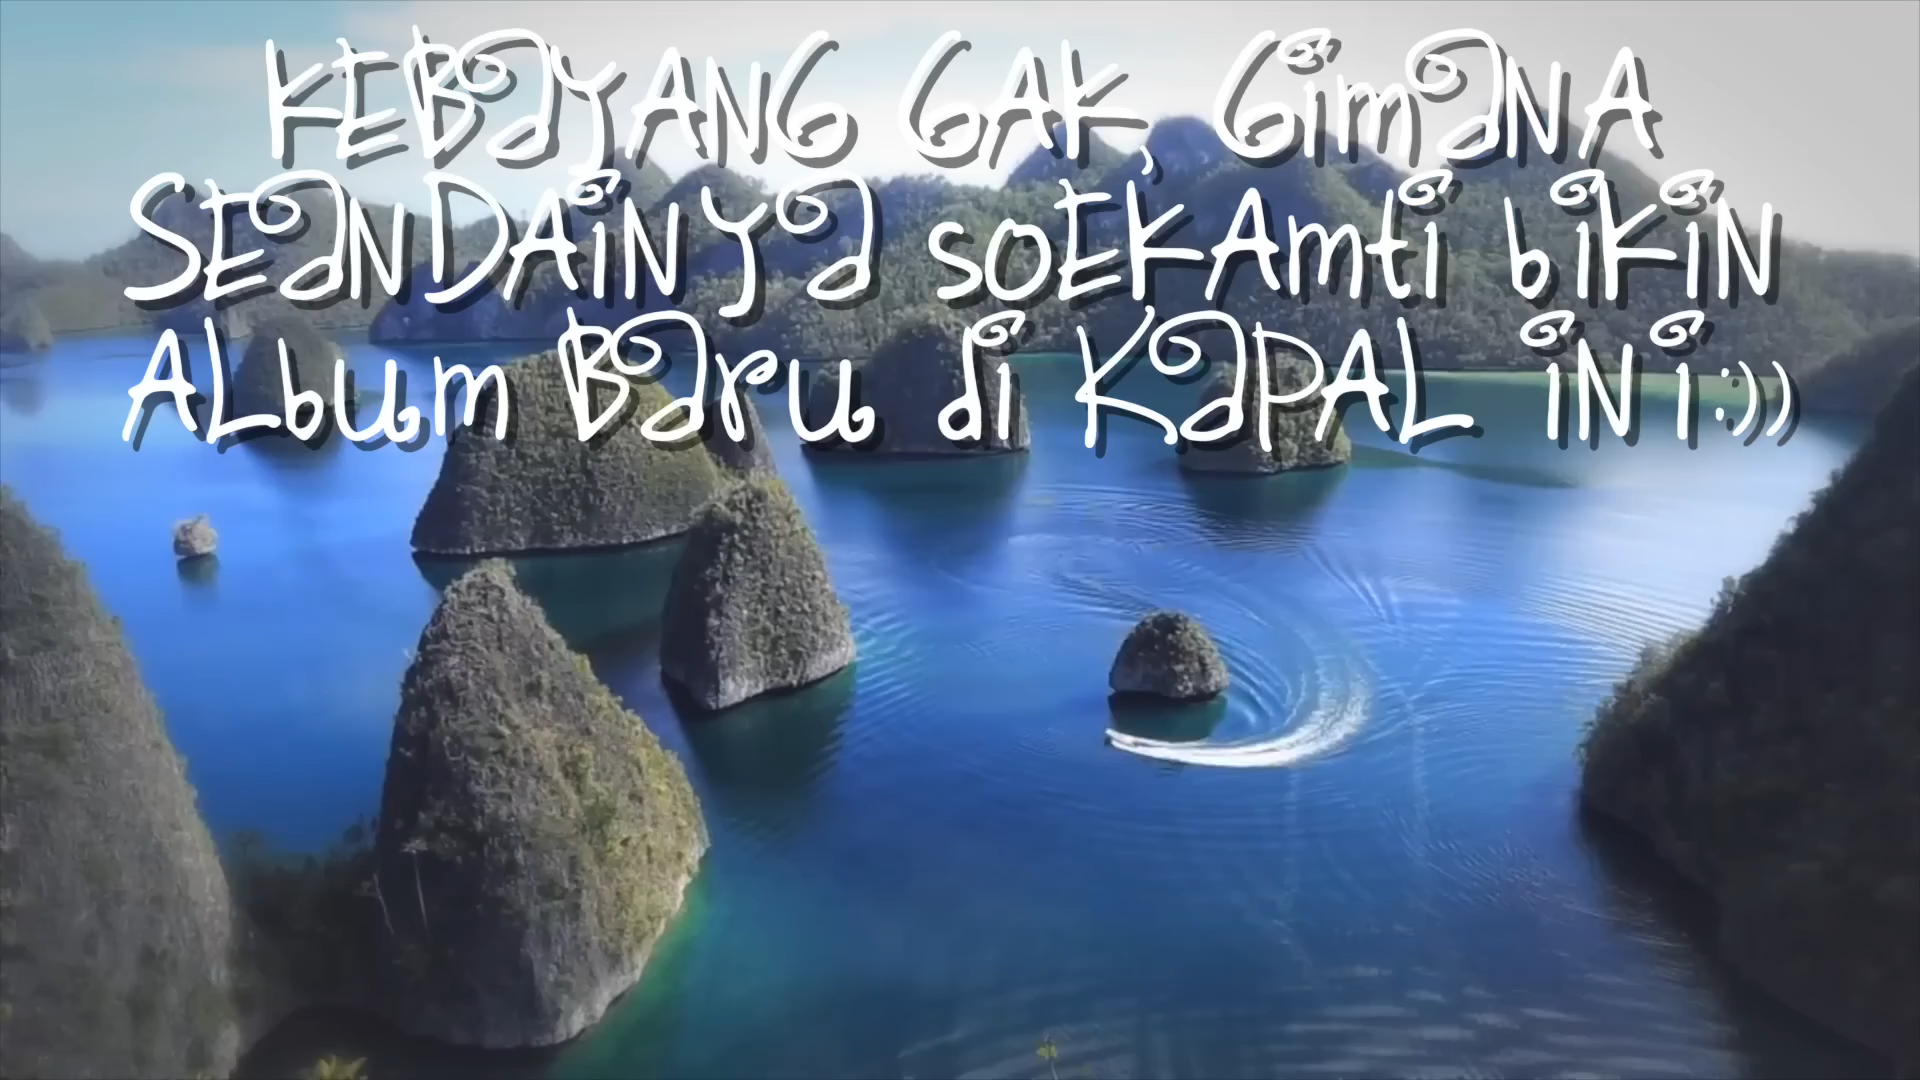 KEBAYANG GAK, GIMANA
SEANDAINYA SOEKAMTI BIKIN
ALBUM BARU DI KAPAL INI:))